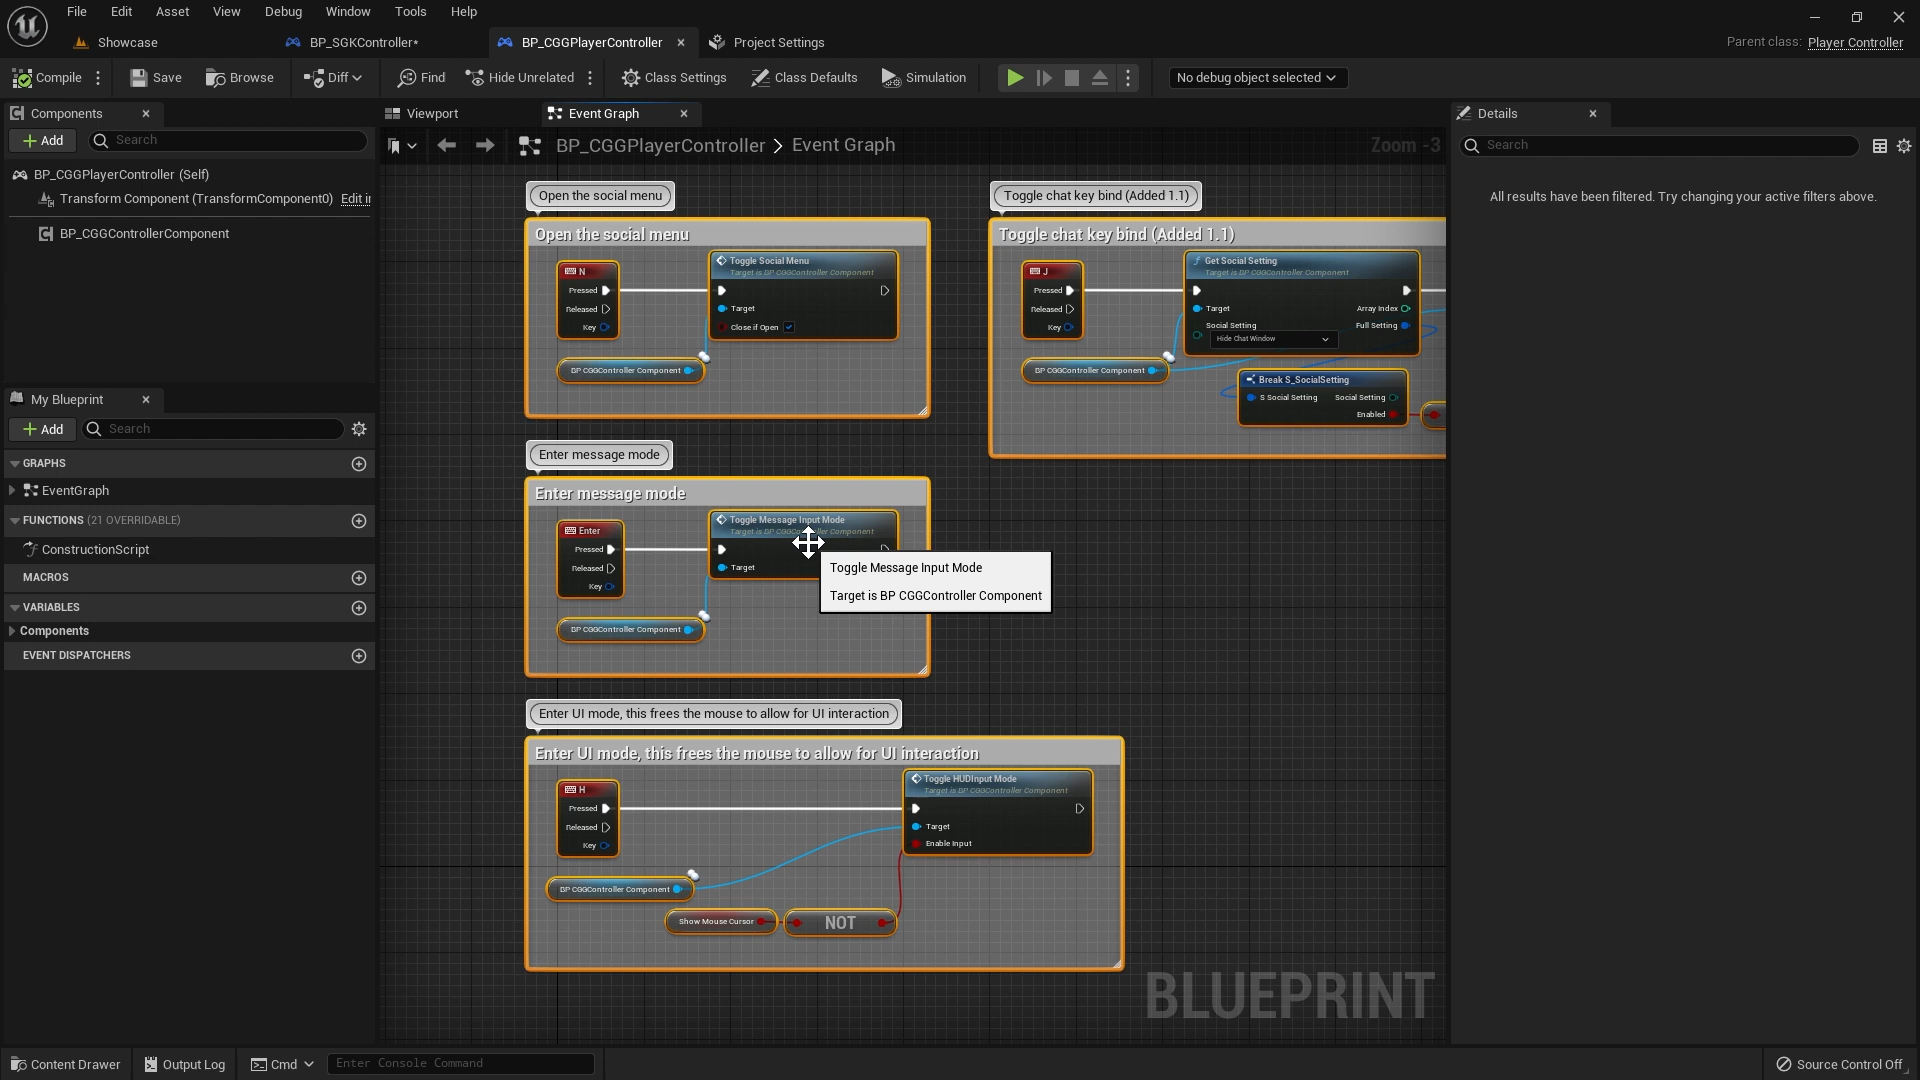 File Edit Asset View Debug Window Tools Help
Showcase
BP_SGKController*
BP_CGGPlayerController
Project Settings
Parent class: Player Controller
Compile
Save
Browse
Diff
Find
Hide Unrelated
Class Settings
Class Defaults
Simulation
No debug object selected
Components
Add
Search
BP_CGGPlayerController (Self)
Transform Component (TransformComponent0) Edit i
BP_CGGControllerComponent
My Blueprint
Add
Search
GRAPHS
EventGraph
FUNCTIONS (21 OVERRIDABLE)
ConstructionScript
MACROS
VARIABLES
Components
EVENT DISPATCHERS
Viewport
Event Graph
BP_CGGPlayerController > Event Graph
Zoom -3
Open the social menu
Open the social menu
N
Pressed
Released
Key
Toggle Social Menu
Target is BP CGGController Component
Target
Close if Open
BP CGGController Component
Toggle chat key bind (Added 1.1)
Toggle chat key bind (Added 1.1)
J
Pressed
Released
Key
Get Social Setting
Target is BP CGGController Component
Target
Array Index
Social Setting
Full Setting
Hide Chat Window
BP CGGController Component
Break S_SocialSetting
S Social Setting
Social Setting
Enabled
Enter message mode
Enter message mode
Enter
Pressed
Released
Key
Toggle Message Input Mode
Target is BP CGGController Component
Target
BP CGGController Component
Toggle Message Input Mode
Target is BP CGGController Component
Enter UI mode, this frees the mouse to allow for UI interaction
Enter UI mode, this frees the mouse to allow for UI interaction
H
Pressed
Released
Key
Toggle HUDInput Mode
Target is BP CGGController Component
Target
Enable Input
BP CGGController Component
Show Mouse Cursor
NOT
BLUEPRINT
Details
Search
All results have been filtered. Try changing your active filters above.
Content Drawer
Output Log
Cmd
Enter Console Command
Source Control Off